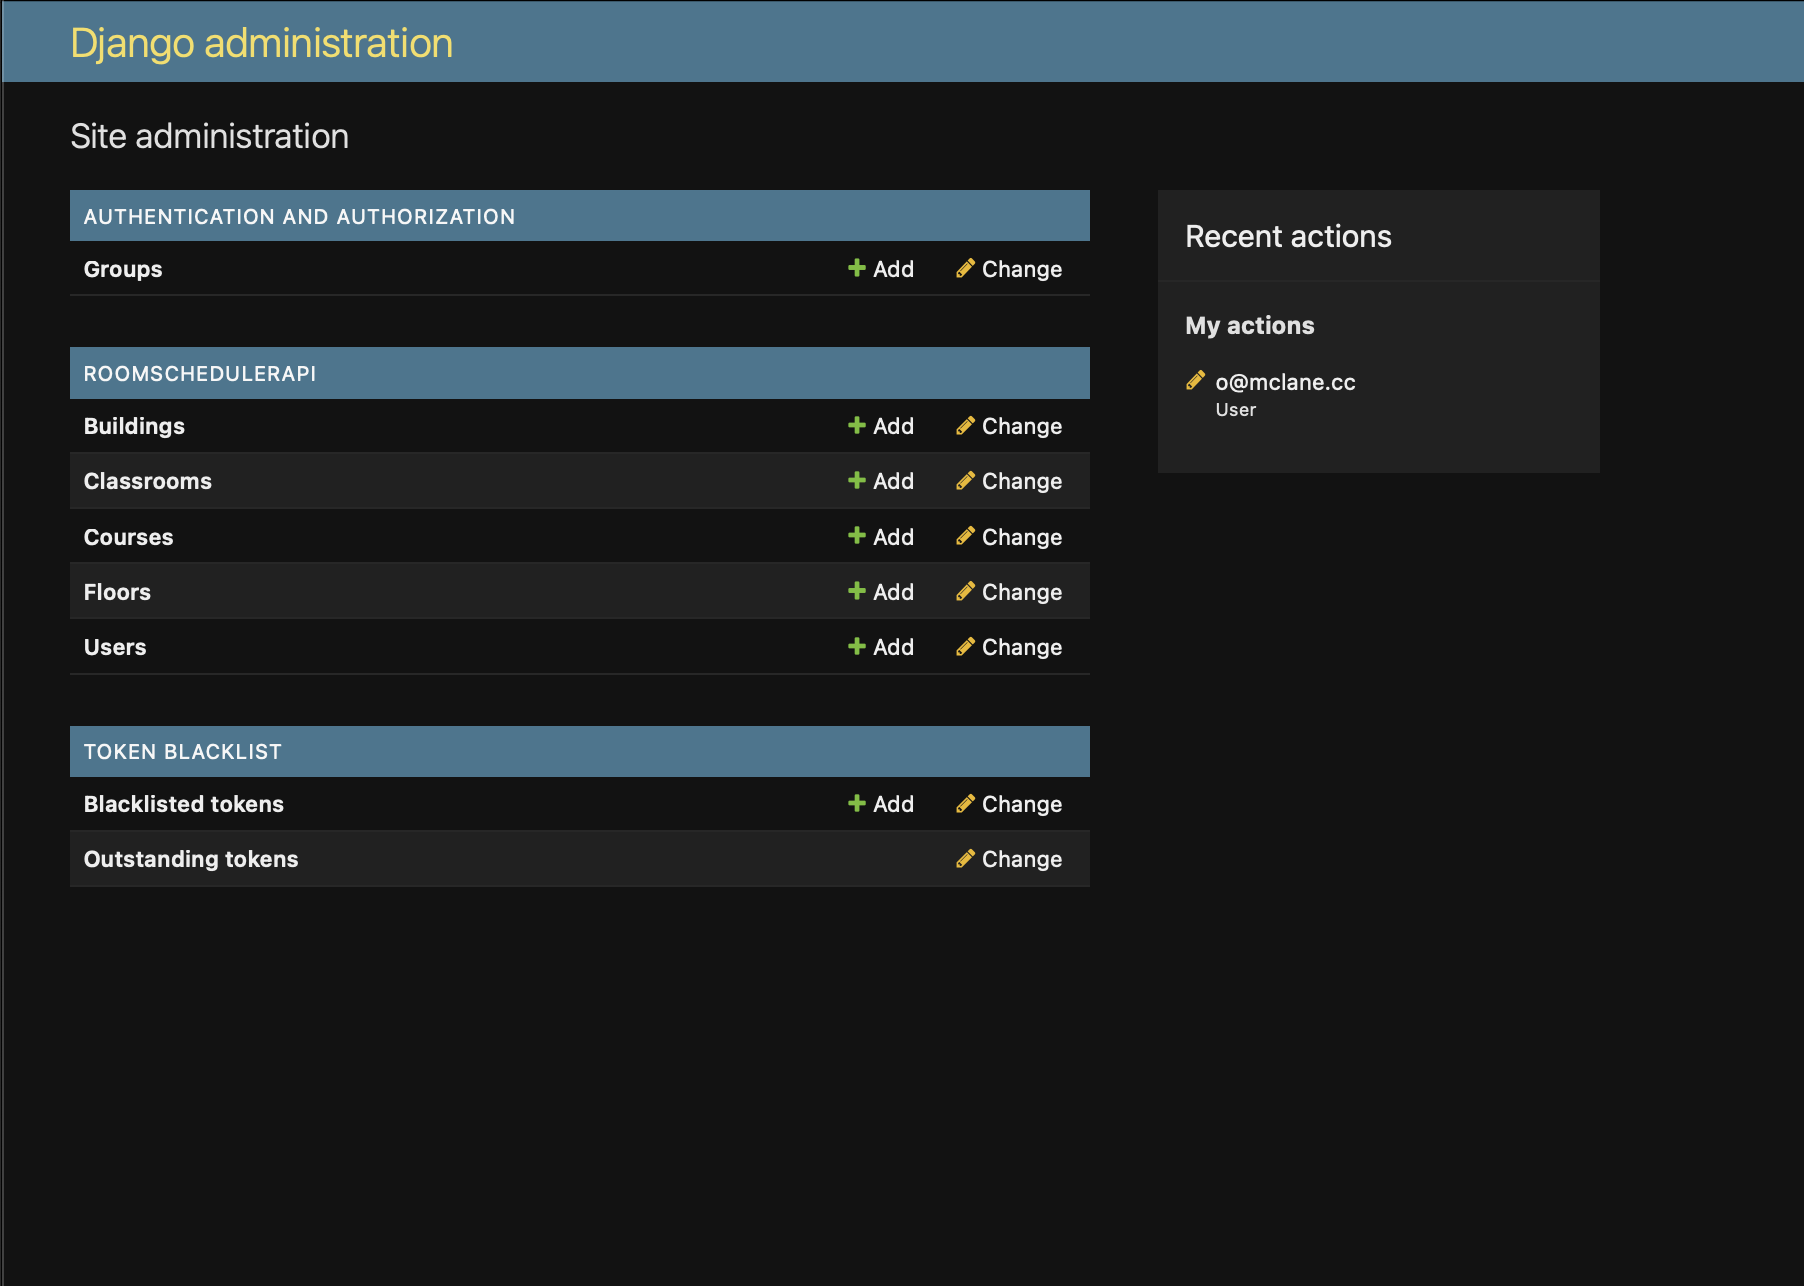 Django administration
Site administration
AUTHENTICATION AND AUTHORIZATION
Groups Add Change
ROOMSCHEDULERAPI
Buildings Add Change
Classrooms Add Change
Courses Add Change
Floors Add Change
Users Add Change
TOKEN BLACKLIST
Blacklisted tokens Add Change
Outstanding tokens Change
Recent actions
My actions
o@mclane.cc
User